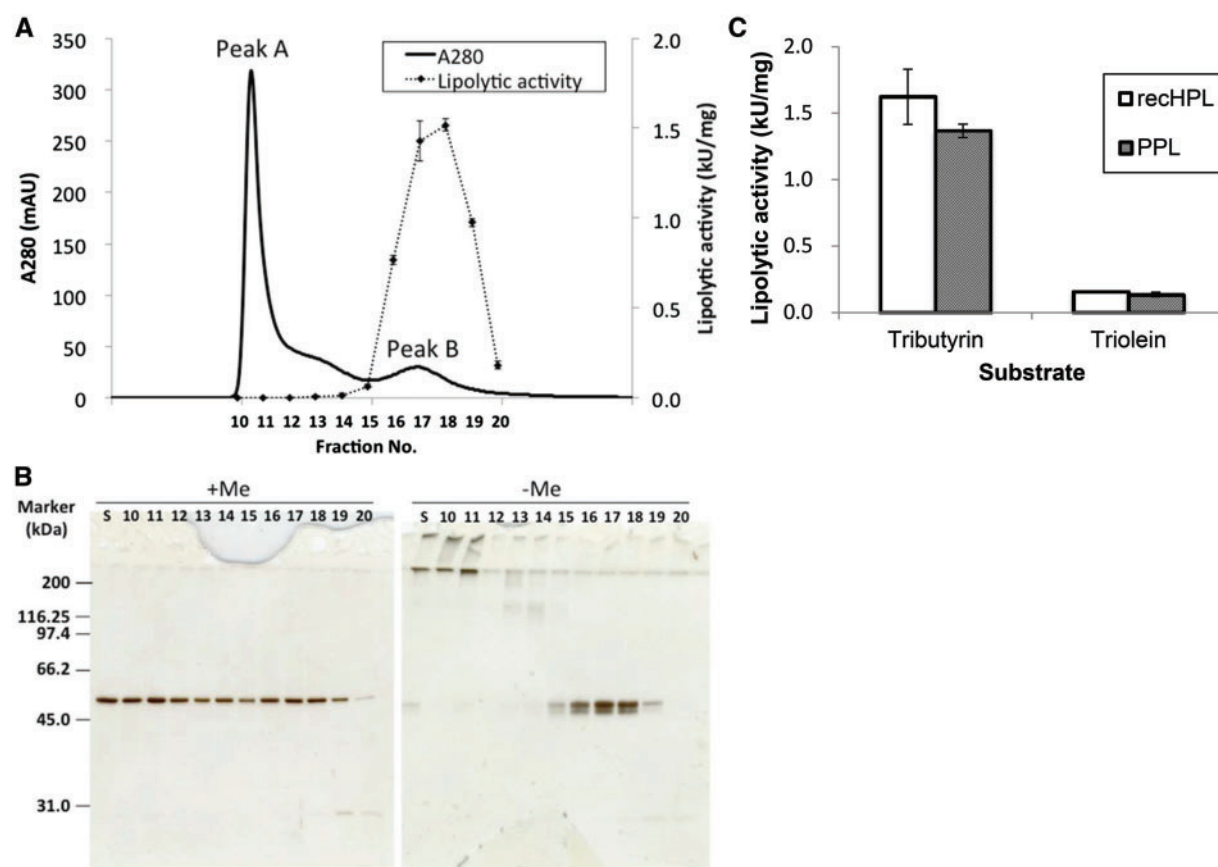 A
350
300
250
200
150
100
50
0
A280 (mAU)
Peak A
Peak B
A280
Lipolytic activity
2.0
1.5
1.0
0.5
0.0
Lipolytic activity (kU/mg)
10 11 12 13 14 15 16 17 18 19 20
Fraction No.
C
2.0
1.5
1.0
0.5
0.0
Lipolytic activity (kU/mg)
recHPL
PPL
Tributyrin Triolein
Substrate
B
+Me -Me
Marker
(kDa)
S 10 11 12 13 14 15 16 17 18 19 20
S 10 11 12 13 14 15 16 17 18 19 20
200
116.25
97.4
66.2
45.0
31.0